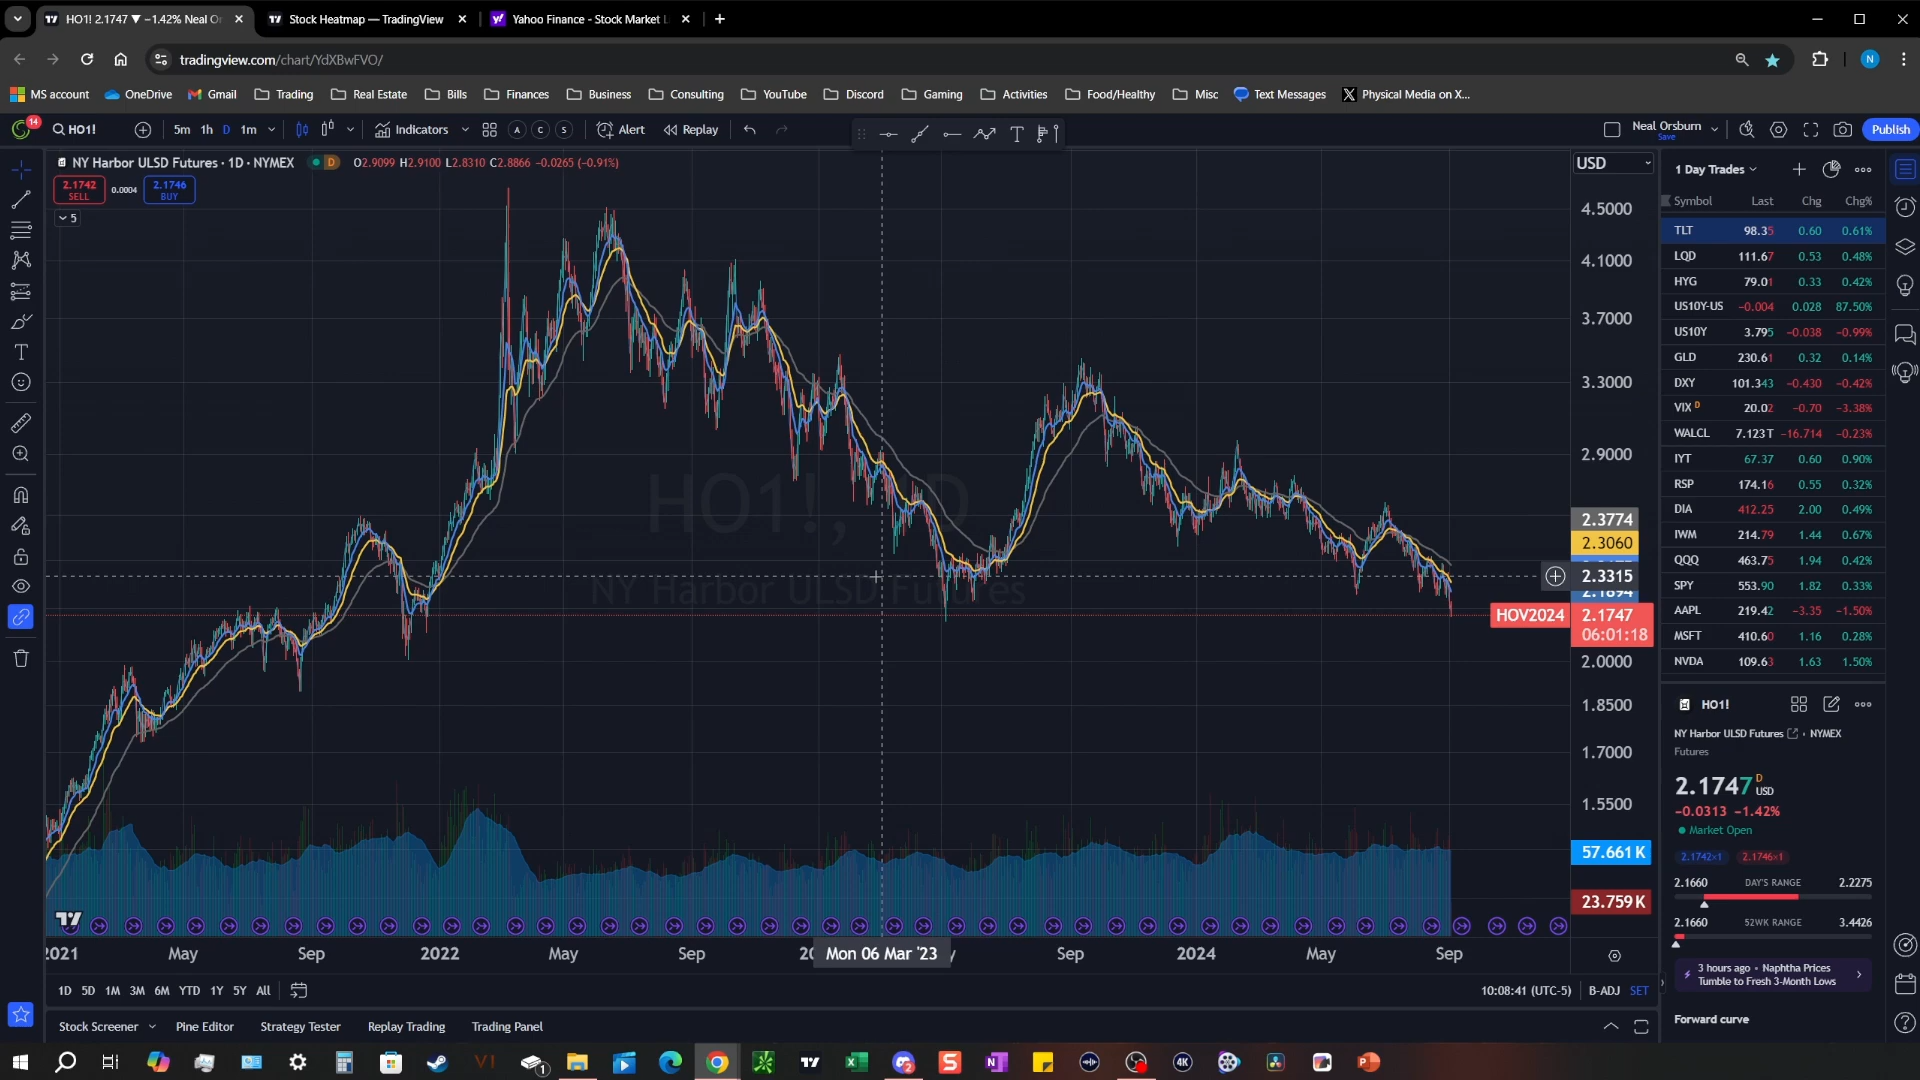 HO1! 2.1747 ▼ −1.42% Neal Or
Stock Heatmap — TradingView
Yahoo Finance - Stock Market L
tradingview.com/chart/YdXBwFVO/
N
MS account OneDrive Gmail Trading Real Estate Bills Finances Business Consulting YouTube Discord Gaming Activities Food/Healthy Misc Text Messages Physical Media on X...
14
HO1! 5m 1h D 1m Indicators A C S Alert Replay
Neal Orsburn
Save
Publish
NY Harbor ULSD Futures · 1D · NYMEX D O2.9099 H2.9100 L2.8310 C2.8866 −0.0265 (−0.91%)
2.1742
SELL
0.0004
2.1746
BUY
5
HO1!, D
NY Harbor ULSD Futures
USD
4.5000
4.1000
3.7000
3.3000
2.9000
2.3774
2.3060
2.3315
2.1894
HOV2024 2.1747
06:01:18
2.0000
1.8500
1.7000
1.5500
57.661 K
23.759 K
2021 May Sep 2022 May Sep Mon 06 Mar '23 Sep 2024 May Sep
1D 5D 1M 3M 6M YTD 1Y 5Y All
10:08:41 (UTC-5) B-ADJ SET
Stock Screener Pine Editor Strategy Tester Replay Trading Trading Panel
1 Day Trades
Symbol Last Chg Chg%
TLT 98.35 0.60 0.61%
LQD 111.67 0.53 0.48%
HYG 79.01 0.33 0.42%
US10Y-US −0.004 0.028 87.50%
US10Y 3.795 −0.038 −0.99%
GLD 230.61 0.32 0.14%
DXY 101.343 −0.430 −0.42%
VIX D 20.02 −0.70 −3.38%
WALCL 7.123 T −16.714 −0.23%
IYT 67.37 0.60 0.90%
RSP 174.16 0.55 0.32%
DIA 412.25 2.00 0.49%
IWM 214.79 1.44 0.67%
QQQ 463.75 1.94 0.42%
SPY 553.90 1.82 0.33%
AAPL 219.42 −3.35 −1.50%
MSFT 410.60 1.16 0.28%
NVDA 109.63 1.63 1.50%
HO1!
NY Harbor ULSD Futures · NYMEX
Futures
2.1747 D USD
−0.0313 −1.42%
Market Open
2.1742×1 2.1746×1
2.1660 DAY'S RANGE 2.2275
2.1660 52WK RANGE 3.4426
3 hours ago • Naphtha Prices
Tumble to Fresh 3-Month Lows
Forward curve